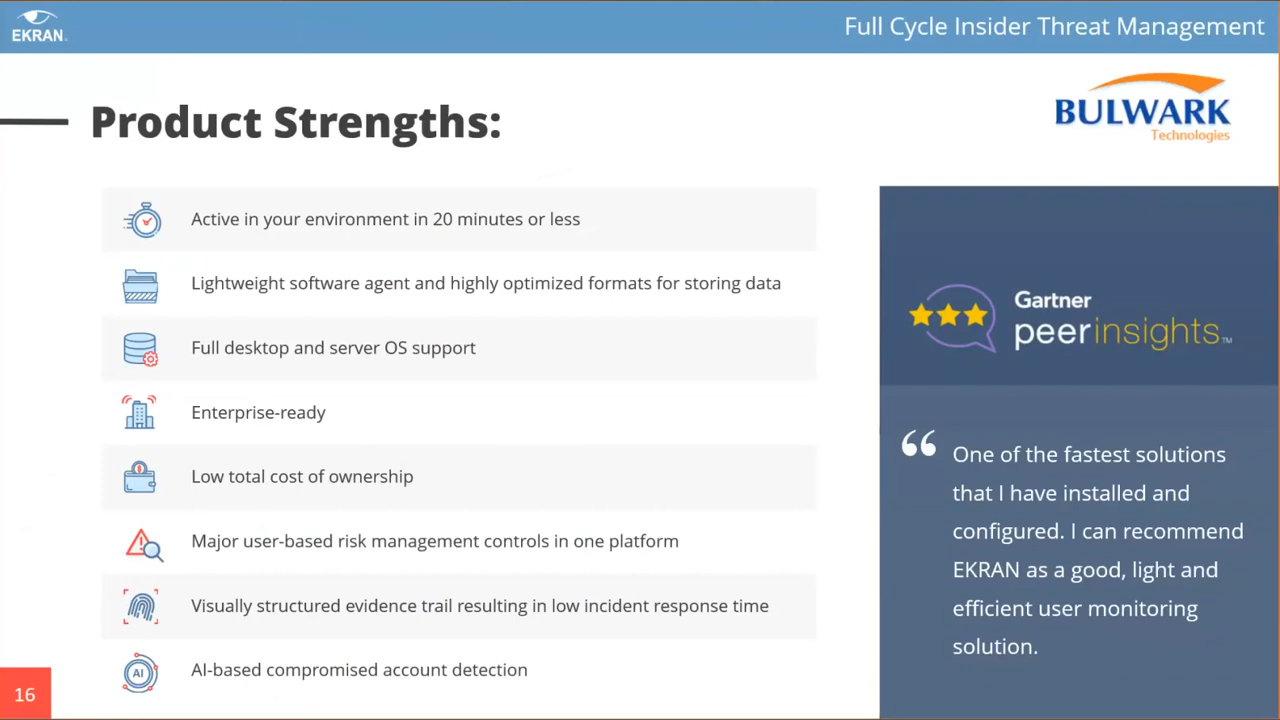 EKRAN.
Full Cycle Insider Threat Management
Product Strengths:
BULWARK
Technologies
Active in your environment in 20 minutes or less
Lightweight software agent and highly optimized formats for storing data
Full desktop and server OS support
Enterprise-ready
Low total cost of ownership
Major user-based risk management controls in one platform
Visually structured evidence trail resulting in low incident response time
AI
AI-based compromised account detection
Gartner
peerinsights™
“
One of the fastest solutions
that I have installed and
configured. I can recommend
EKRAN as a good, light and
efficient user monitoring
solution.
16